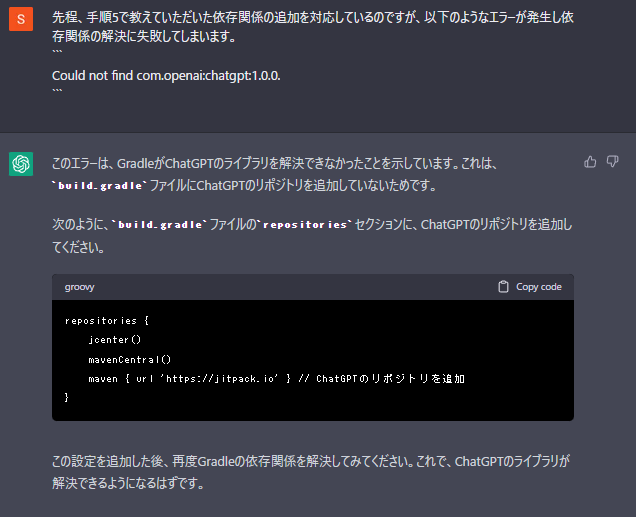 S
先程、手順5で教えていただいた依存関係の追加を対応しているのですが、以下のようなエラーが発生し依
存関係の解決に失敗してしまいます。
```
Could not find com.openai:chatgpt:1.0.0.
```
このエラーは、GradleがChatGPTのライブラリを解決できなかったことを示しています。これは、
`build.gradle`ファイルにChatGPTのリポジトリを追加していないためです。
次のように、`build.gradle`ファイルの`repositories`セクションに、ChatGPTのリポジトリを追加し
てください。
groovy Copy code
repositories {
    jcenter()
    mavenCentral()
    maven { url 'https://jitpack.io' } // ChatGPTのリポジトリを追加
}
この設定を追加した後、再度Gradleの依存関係を解決してみてください。これで、ChatGPTのライブラリが
解決できるようになるはずです。